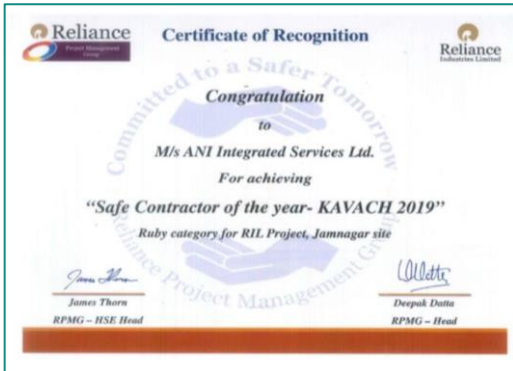 Reliance
Project Management
Group
Certificate of Recognition
Reliance
Industries Limited
Committed to a Safer Tomorrow
Congratulation
to
M/s ANI Integrated Services Ltd.
For achieving
“Safe Contractor of the year- KAVACH 2019”
Ruby category for RIL Project, Jamnagar site
Reliance Project Management Group
James Thorn
RPMG – HSE Head
Deepak Datta
RPMG – Head